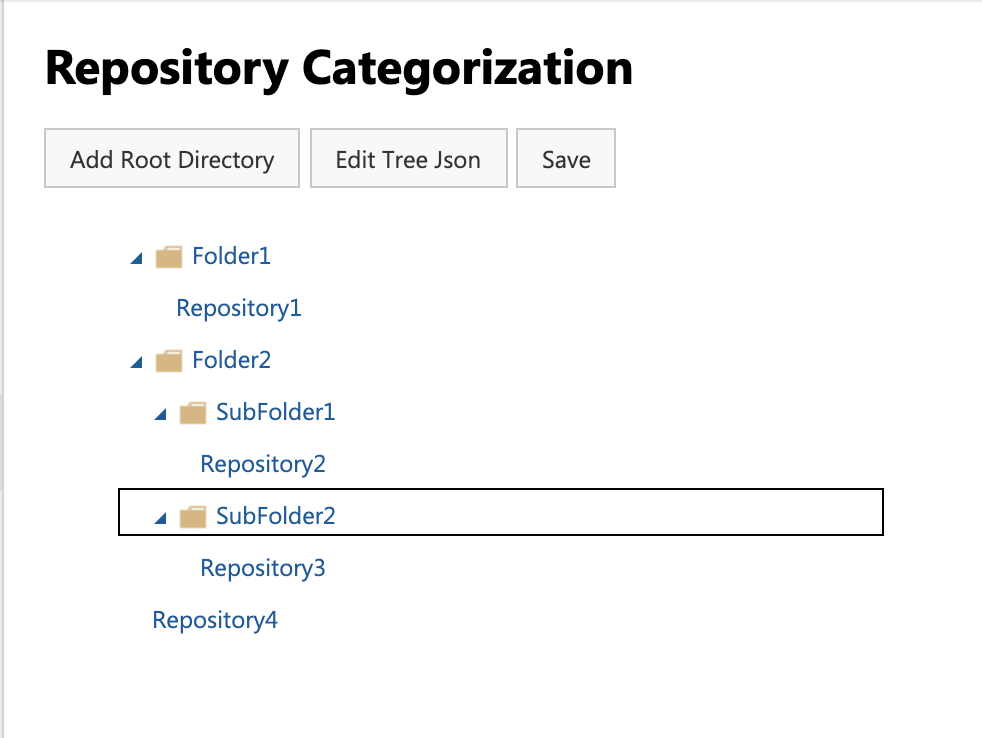 Repository Categorization
Add Root Directory Edit Tree Json Save
Folder1
Repository1
Folder2
SubFolder1
Repository2
SubFolder2
Repository3
Repository4